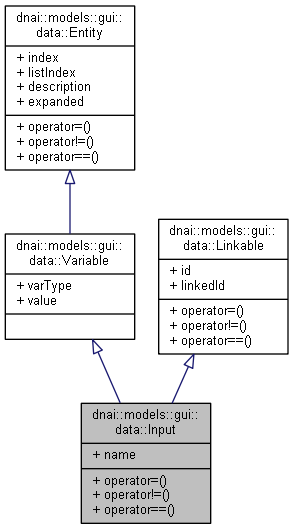 dnai::models::gui::
data::Entity
+ index
+ listIndex
+ description
+ expanded
+ operator=()
+ operator!=()
+ operator==()
dnai::models::gui::
data::Variable
+ varType
+ value
dnai::models::gui::
data::Linkable
+ id
+ linkedId
+ operator=()
+ operator!=()
+ operator==()
dnai::models::gui::
data::Input
+ name
+ operator=()
+ operator!=()
+ operator==()